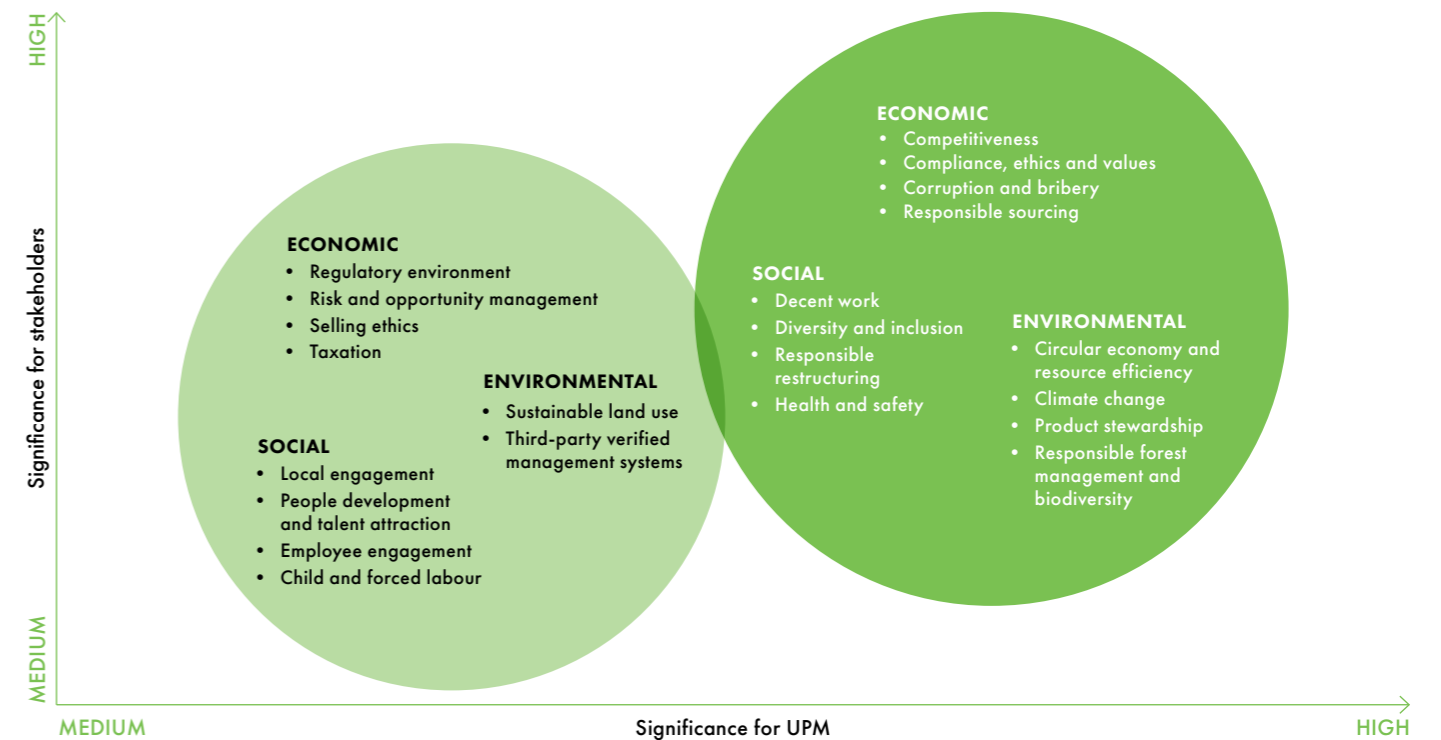 HIGH
Significance for stakeholders
MEDIUM
ECONOMIC
• Regulatory environment
• Risk and opportunity management
• Selling ethics
• Taxation
ENVIRONMENTAL
• Sustainable land use
• Third-party verified
management systems
SOCIAL
• Local engagement
• People development
and talent attraction
• Employee engagement
• Child and forced labour
ECONOMIC
• Competitiveness
• Compliance, ethics and values
• Corruption and bribery
• Responsible sourcing
SOCIAL
• Decent work
• Diversity and inclusion
• Responsible
restructuring
• Health and safety
ENVIRONMENTAL
• Circular economy and
resource efficiency
• Climate change
• Product stewardship
• Responsible forest
management and
biodiversity
MEDIUM
Significance for UPM
HIGH